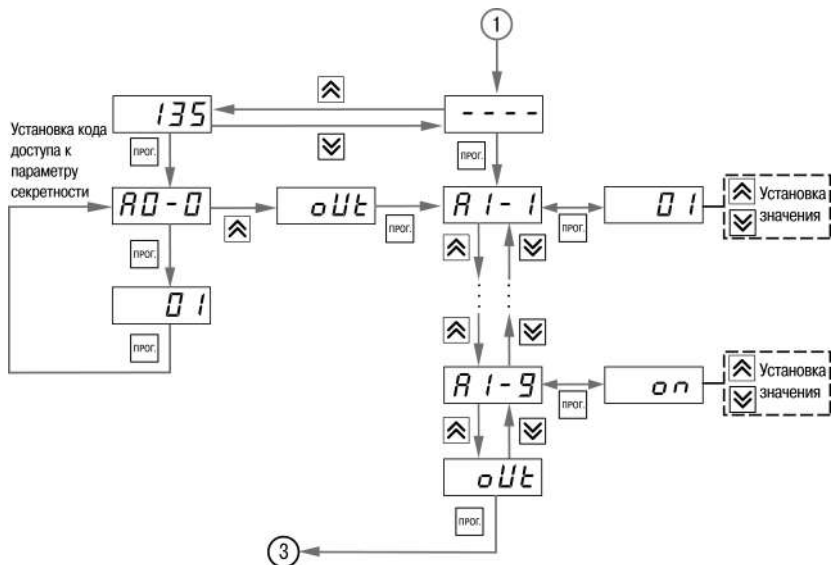 1
135
- - - -
Установка кода
доступа к
параметру
секретности
ПРОГ.
ПРОГ.
A0-0
oUt
A1-1
01
Установка
значения
ПРОГ.
ПРОГ.
ПРОГ.
01
ПРОГ.
A1-9
on
Установка
значения
ПРОГ.
oUt
ПРОГ.
3